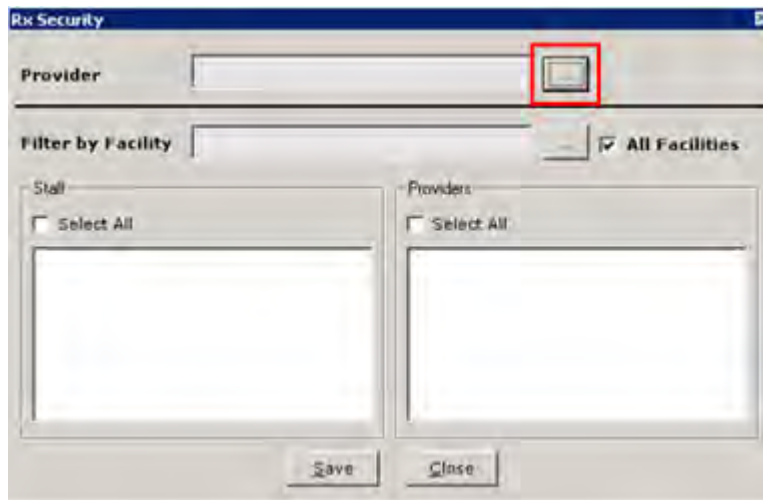 Rx Security
Provider
...
Filter by Facility
... All Facilities
Staff
Providers
Select All
Select All
Save
Close